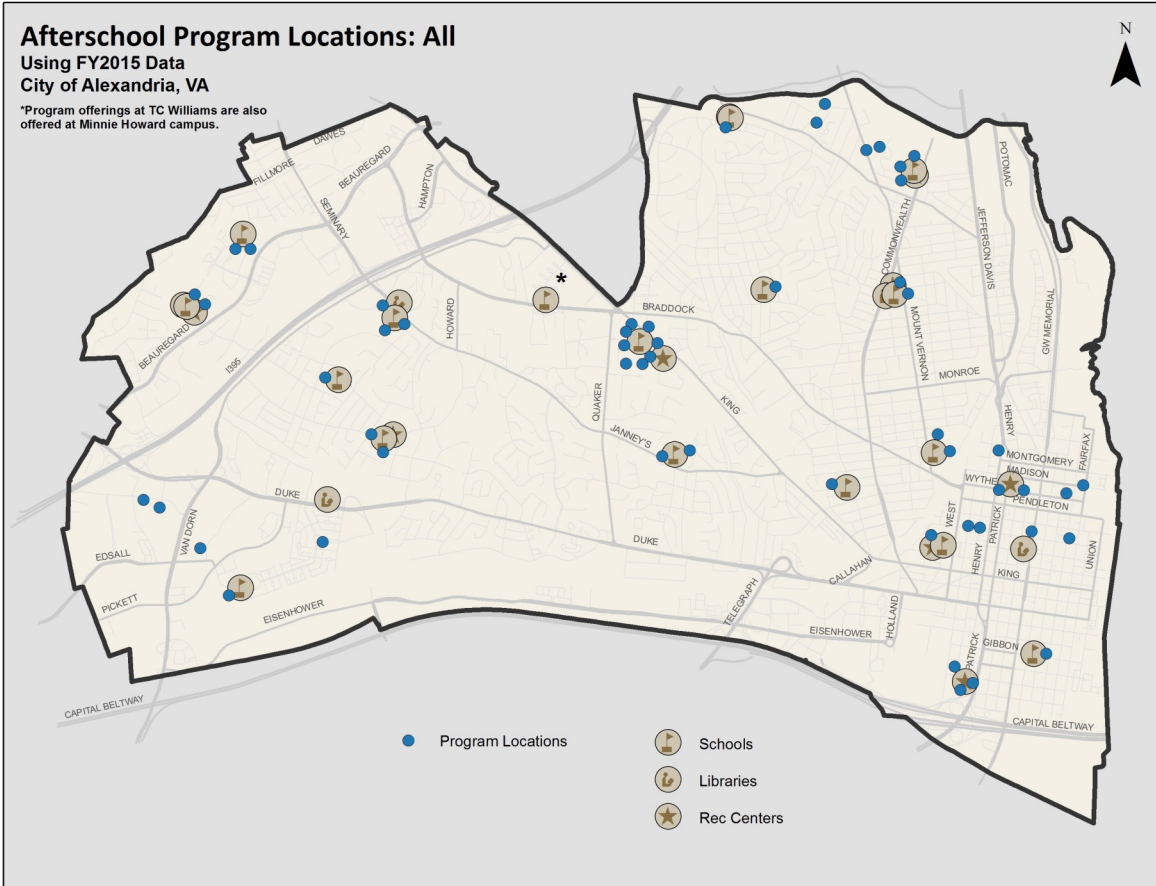 Afterschool Program Locations: All
Using FY2015 Data
City of Alexandria, VA
*Program offerings at TC Williams are also
offered at Minnie Howard campus.
N
DAWES
FILLMORE
BEAUREGARD
HAMPTON
SEMINARY
POTOMAC
JEFFERSON DAVIS
COMMONWEALTH
GW MEMORIAL
*
HOWARD
BRADDOCK
MOUNT VERNON
BEAUREGARD
I395
MONROE
QUAKER
KING
HENRY
JANNEY'S
FAIRFAX
MONTGOMERY
MADISON
WYTHE
PENDLETON
DUKE
WEST
PATRICK
VAN DORN
DUKE
HENRY
UNION
EDSALL
CALLAHAN
KING
PICKETT
EISENHOWER
TELEGRAPH
HOLLAND
EISENHOWER
GIBBON
PATRICK
CAPITAL BELTWAY
CAPITAL BELTWAY
Program Locations
Schools
Libraries
Rec Centers